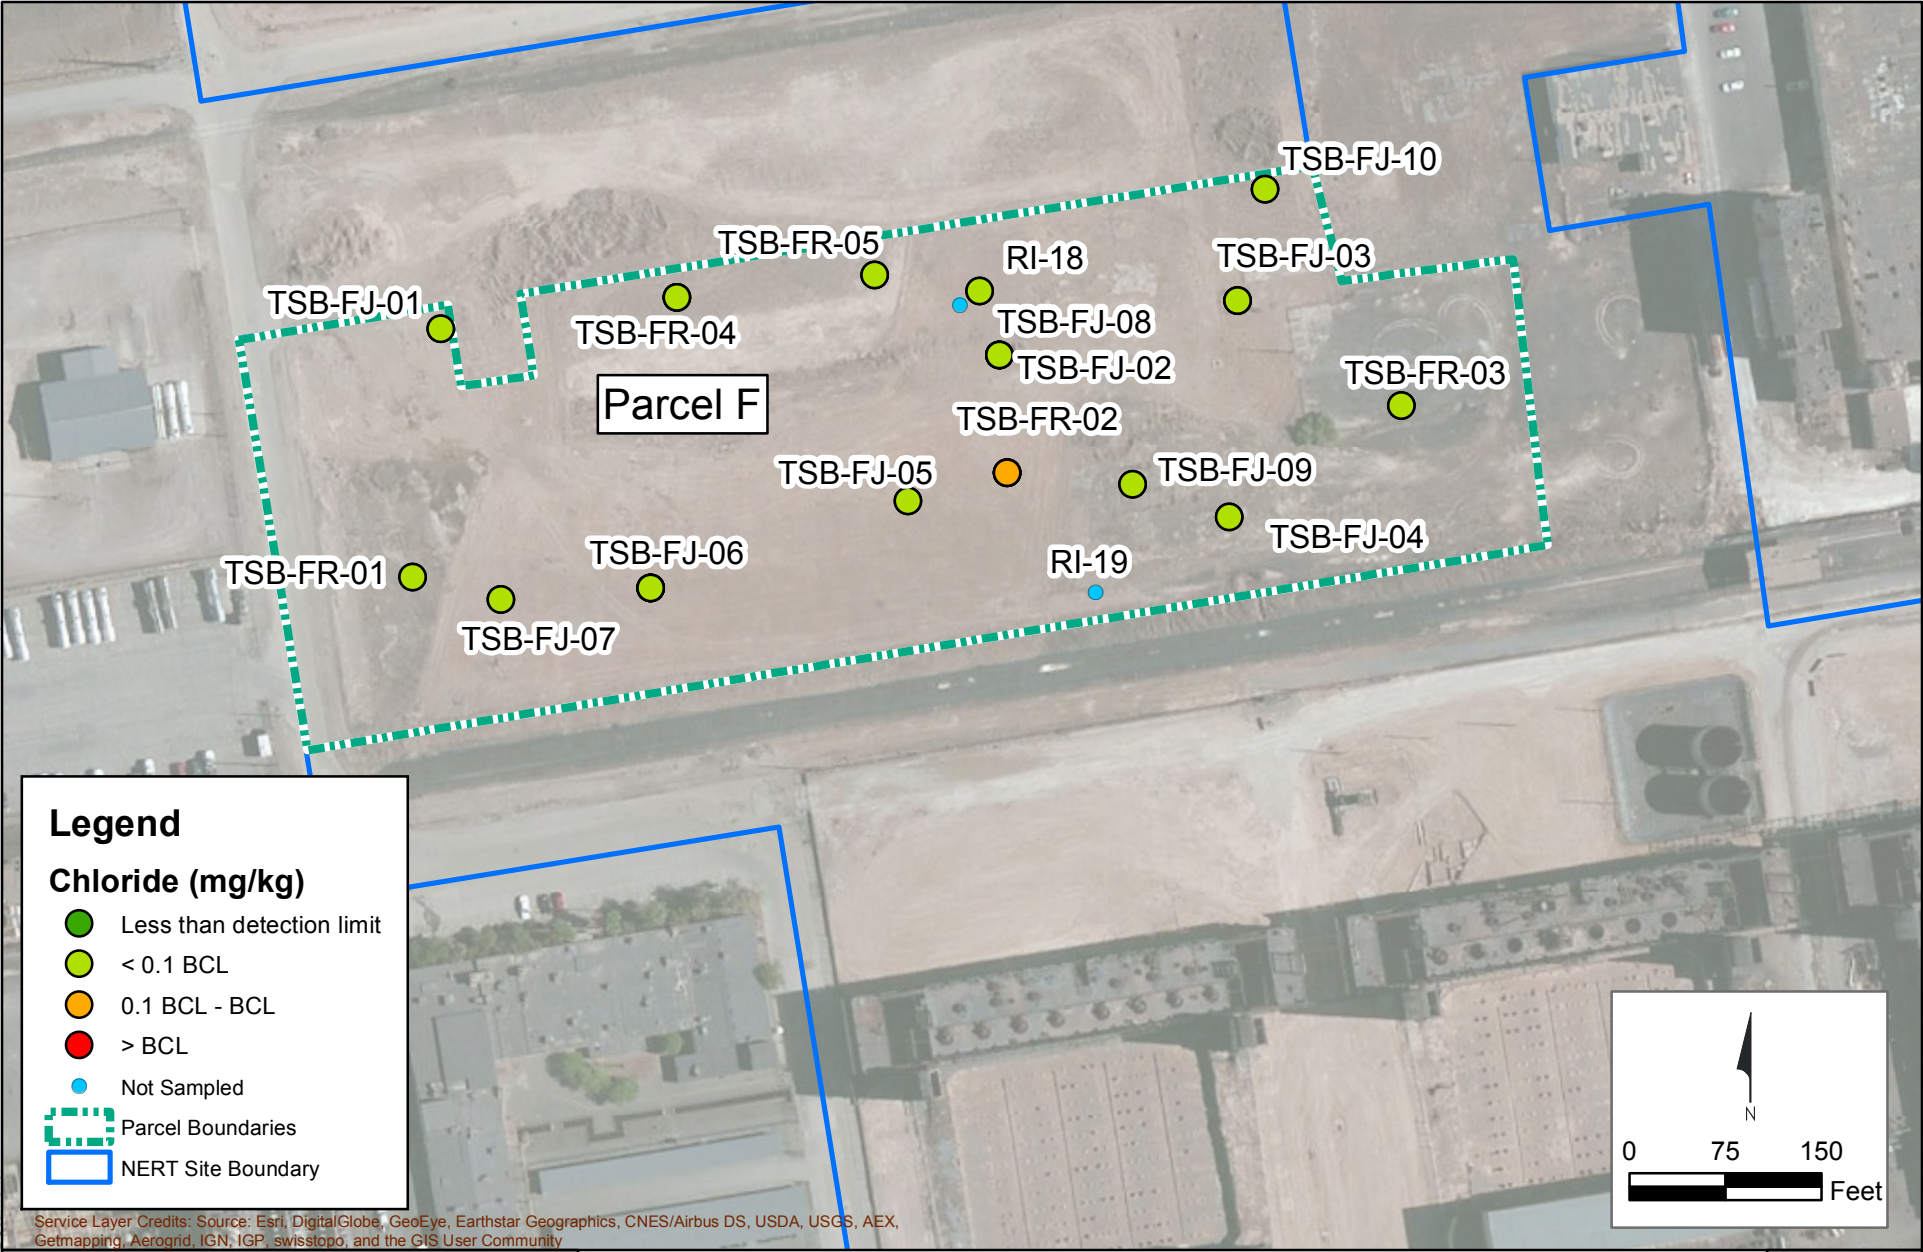 TSB-FJ-10
TSB-FR-05
RI-18
TSB-FJ-03
TSB-FJ-01
TSB-FR-04
TSB-FJ-08
TSB-FJ-02
TSB-FR-03
Parcel F
TSB-FR-02
TSB-FJ-05
TSB-FJ-09
TSB-FJ-04
TSB-FJ-06
RI-19
TSB-FR-01
TSB-FJ-07
Legend
Chloride (mg/kg)
Less than detection limit
< 0.1 BCL
0.1 BCL - BCL
> BCL
Not Sampled
Parcel Boundaries
NERT Site Boundary
N
0 75 150
Feet
Service Layer Credits: Source: Esri, DigitalGlobe, GeoEye, Earthstar Geographics, CNES/Airbus DS, USDA, USGS, AEX,
Getmapping, Aerogrid, IGN, IGP, swisstopo, and the GIS User Community